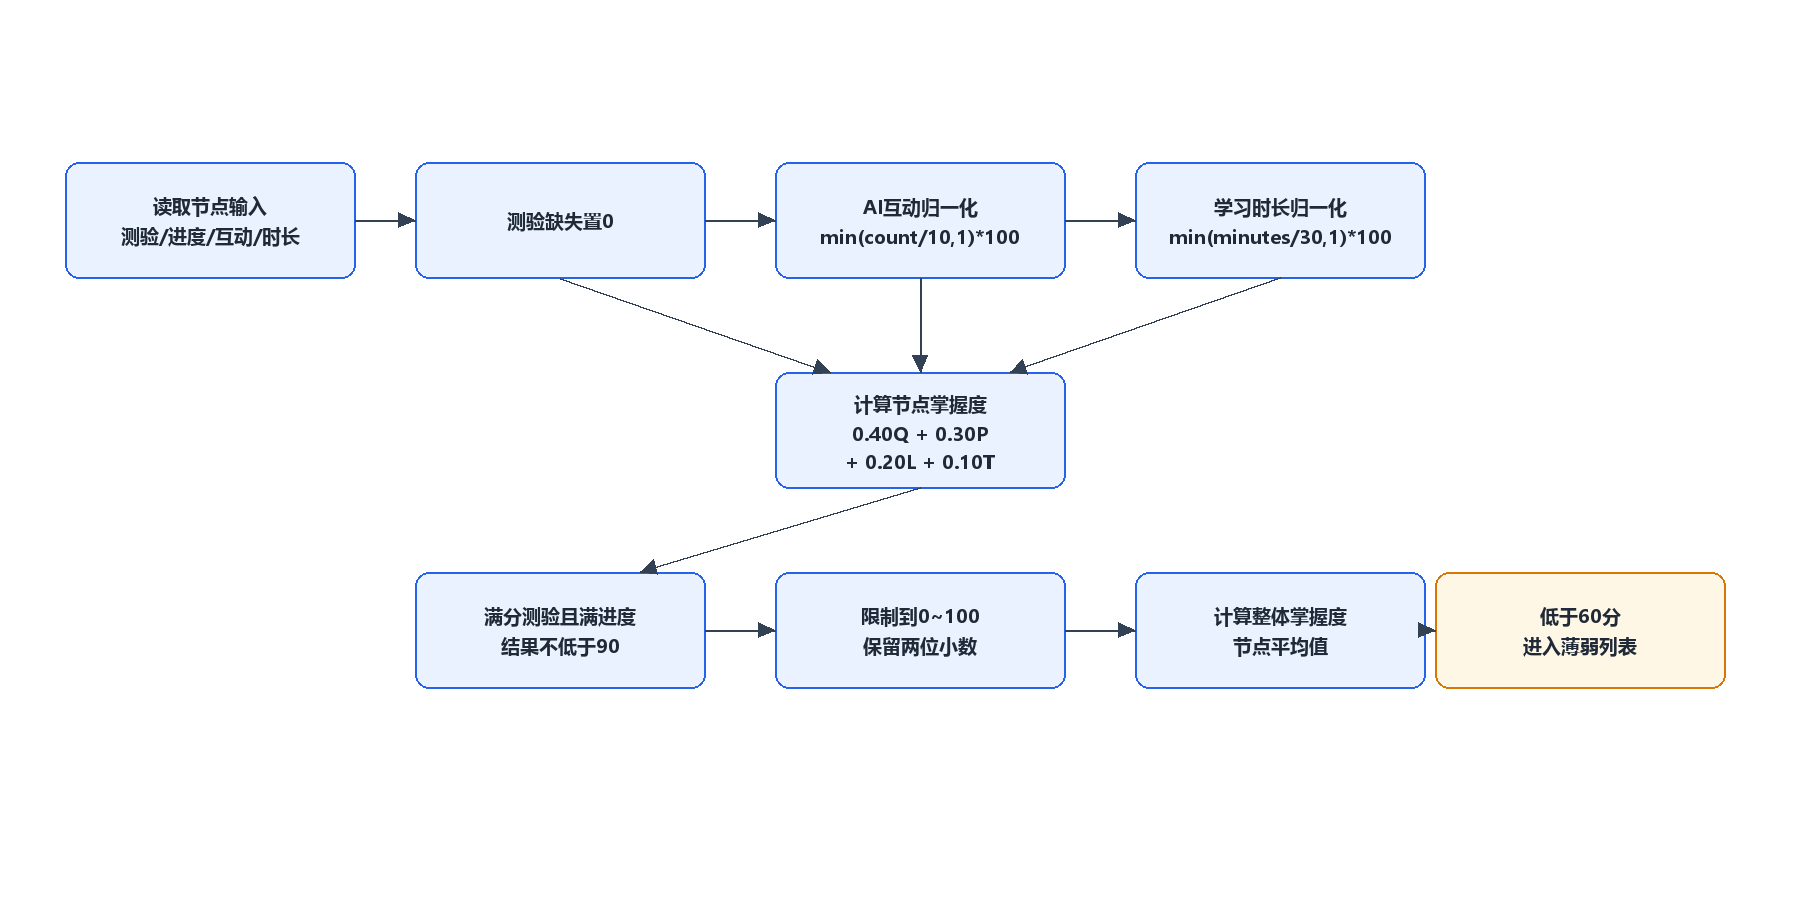 读取节点输入
测验/进度/互动/时长
测验缺失置0
AI互动归一化
min(count/10,1)*100
学习时长归一化
min(minutes/30,1)*100
计算节点掌握度
0.40Q + 0.30P
+ 0.20L + 0.10T
满分测验且满进度
结果不低于90
限制到0~100
保留两位小数
计算整体掌握度
节点平均值
低于60分
进入薄弱列表